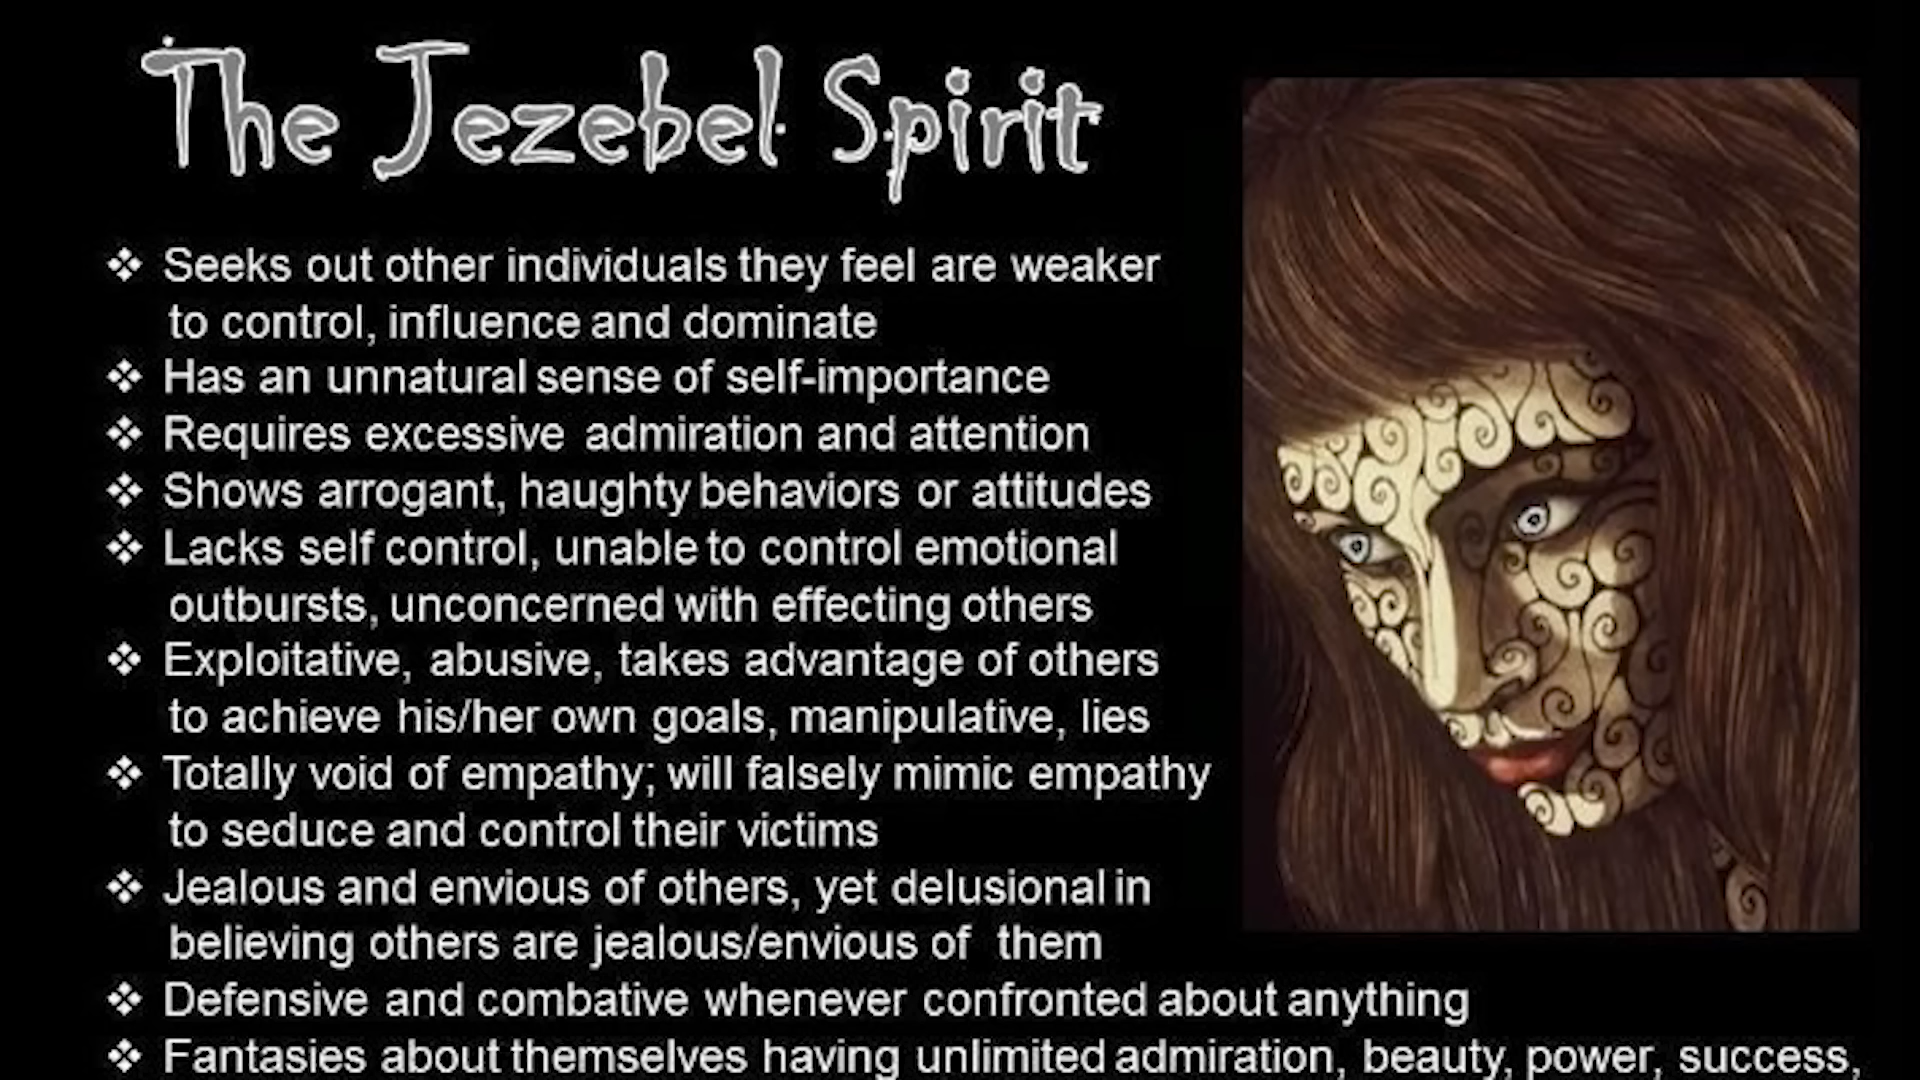 The Jezebel Spirit
❖ Seeks out other individuals they feel are weaker
to control, influence and dominate
❖ Has an unnatural sense of self-importance
❖ Requires excessive admiration and attention
❖ Shows arrogant, haughty behaviors or attitudes
❖ Lacks self control, unable to control emotional
outbursts, unconcerned with effecting others
❖ Exploitative, abusive, takes advantage of others
to achieve his/her own goals, manipulative, lies
❖ Totally void of empathy; will falsely mimic empathy
to seduce and control their victims
❖ Jealous and envious of others, yet delusional in
believing others are jealous/envious of them
❖ Defensive and combative whenever confronted about anything
❖ Fantasies about themselves having unlimited admiration, beauty, power, success,